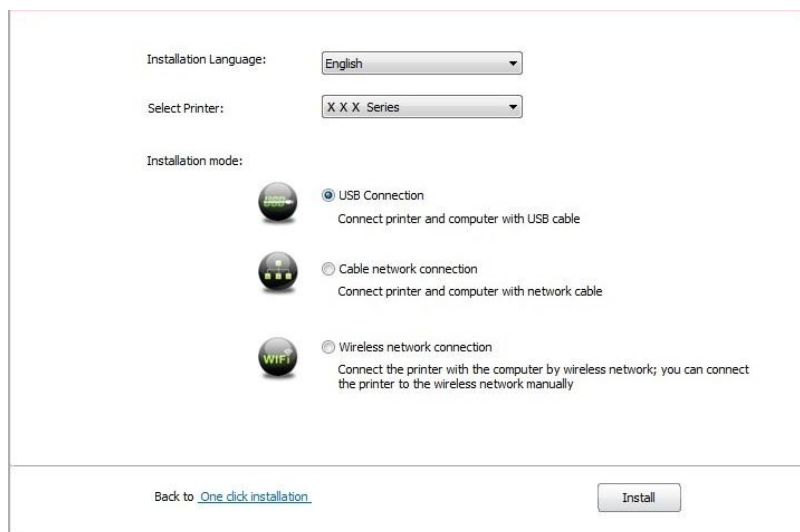 Installation Language:
English
Select Printer:
X X X Series
Installation mode:
USB
USB Connection
Connect printer and computer with USB cable
Cable network connection
Connect printer and computer with network cable
WiFi
Wireless network connection
Connect the printer with the computer by wireless network; you can connect
the printer to the wireless network manually
Back to One click installation
Install